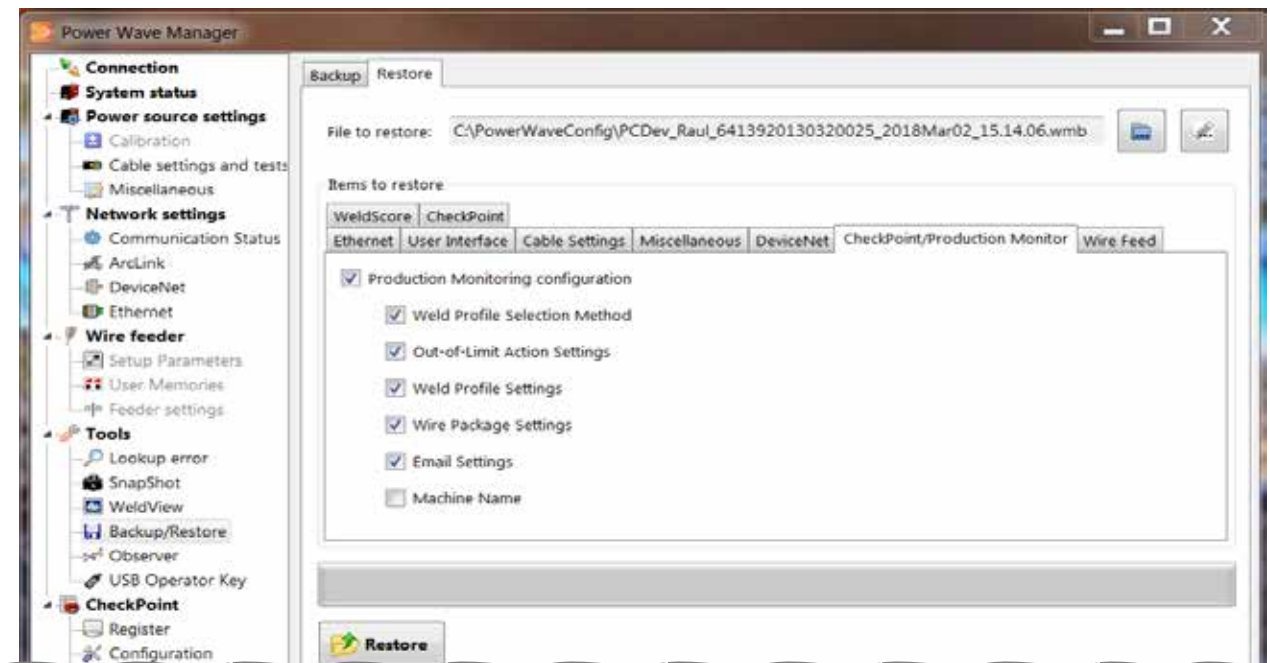 Power Wave Manager
Connection
System status
Power source settings
Calibration
Cable settings and tests
Miscellaneous
Network settings
Communication Status
ArcLink
DeviceNet
Ethernet
Wire feeder
Setup Parameters
User Memories
Feeder settings
Tools
Lookup error
SnapShot
WeldView
Backup/Restore
Observer
USB Operator Key
CheckPoint
Register
Configuration
Backup Restore
File to restore: C:\PowerWaveConfig\PCDev_Raul_6413920130320025_2018Mar02_15.14.06.wmb
Items to restore
WeldScore CheckPoint
Ethernet User Interface Cable Settings Miscellaneous DeviceNet CheckPoint/Production Monitor Wire Feed
Production Monitoring configuration
Weld Profile Selection Method
Out-of-Limit Action Settings
Weld Profile Settings
Wire Package Settings
Email Settings
Machine Name
Restore